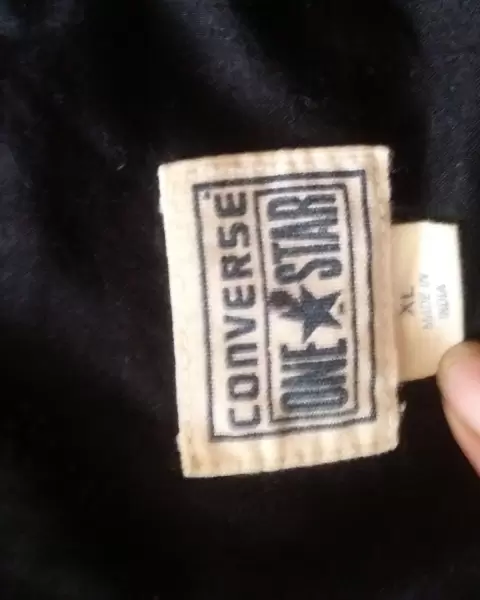 CONVERSE
ONE★STAR
XL
MADE IN
INDIA